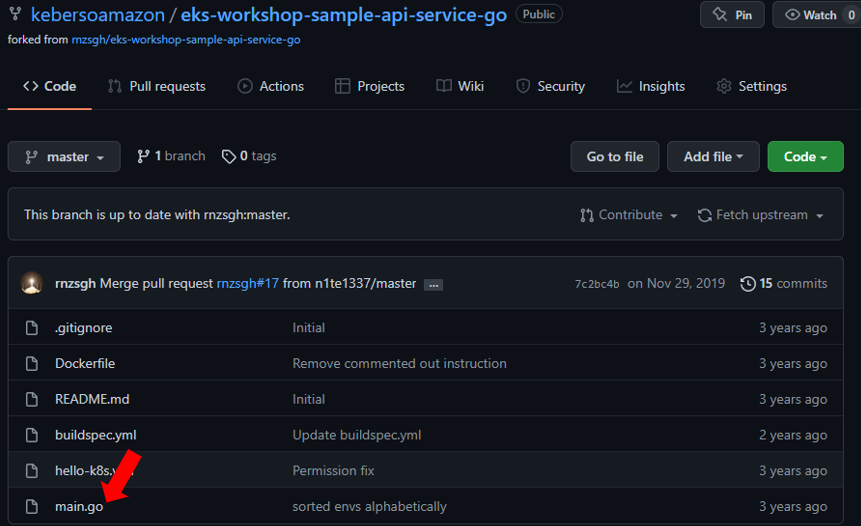 kebersoamazon / eks-workshop-sample-api-service-go Public Pin Watch 0
forked from rnzsgh/eks-workshop-sample-api-service-go
Code Pull requests Actions Projects Wiki Security Insights Settings
master 1 branch 0 tags Go to file Add file Code
This branch is up to date with rnzsgh:master. Contribute Fetch upstream
rnzsgh Merge pull request rnzsgh#17 from n1te1337/master ... 7c2bc4b on Nov 29, 2019 15 commits
.gitignore Initial 3 years ago
Dockerfile Remove commented out instruction 3 years ago
README.md Initial 3 years ago
buildspec.yml Update buildspec.yml 2 years ago
Permission fix 3 years ago
main.go sorted envs alphabetically 3 years ago